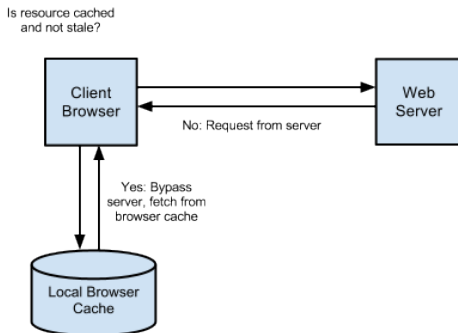 Is resource cached
and not stale?
Client
Browser
Web
Server
No: Request from server
Yes: Bypass
server, fetch from
browser cache
Local Browser
Cache